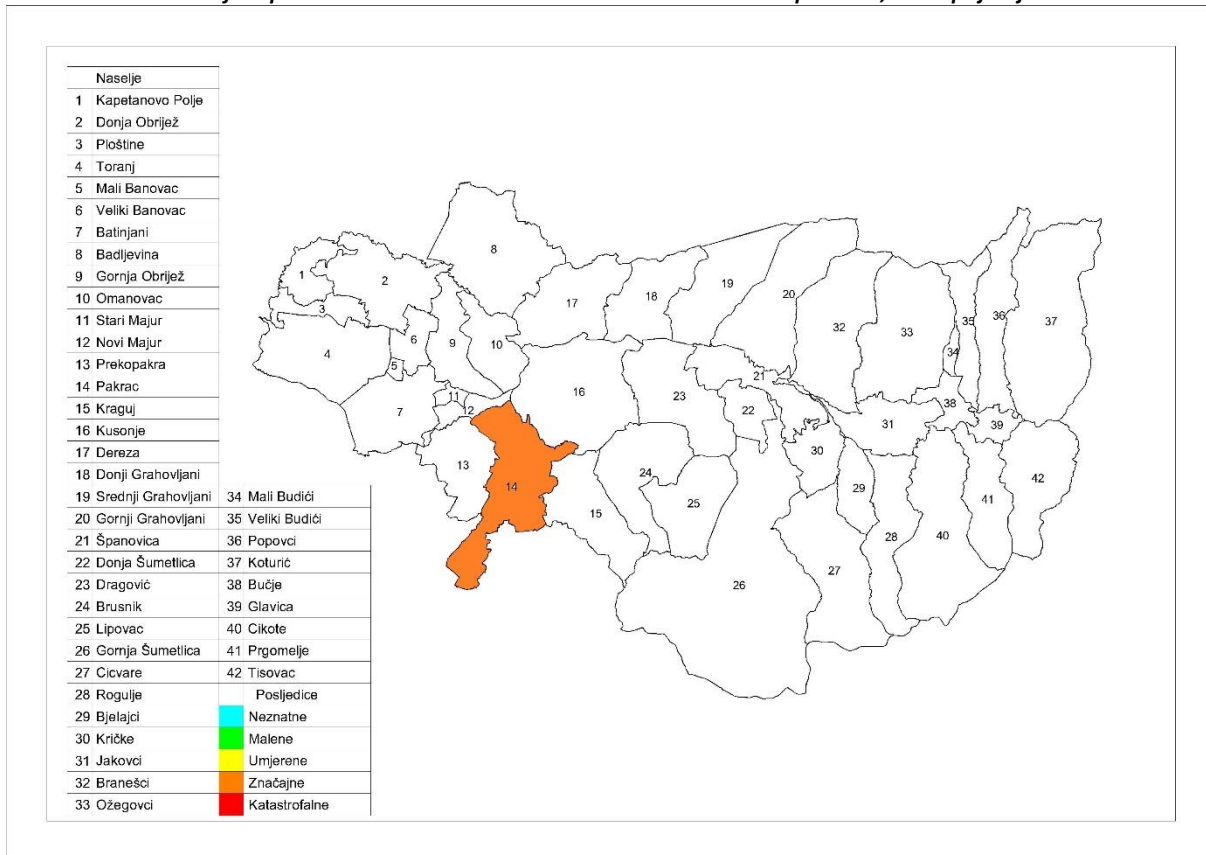 Naselje
1 Kapetanovo Polje
2 Donja Obrijež
3 Ploštine
4 Toranj
5 Mali Banovac
6 Veliki Banovac
7 Batinjani
8 Badljevina
9 Gornja Obrijež
10 Omanovac
11 Stari Majur
12 Novi Majur
13 Prekopakra
14 Pakrac
15 Kraguj
16 Kusonje
17 Dereza
18 Donji Grahovljani
19 Srednji Grahovljani
20 Gornji Grahovljani
21 Španovica
22 Donja Šumetlica
23 Dragović
24 Brusnik
25 Lipovac
26 Gornja Šumetlica
27 Cicvare
28 Rogulje
29 Bjelajci
30 Kričke
31 Jakovci
32 Branešci
33 Ožegovci
34 Mali Budići
35 Veliki Budići
36 Popovci
37 Koturić
38 Bučje
39 Glavica
40 Cikote
41 Prgomelje
42 Tisovac
Posljedice
Neznatne
Malene
Umjerene
Značajne
Katastrofalne
8
1
2
3
17
18
19
20
32
33
35
36
37
34
4
5
6
9
10
11
12
7
16
23
21
22
38
39
31
30
13
14
15
24
25
29
28
42
41
40
27
26